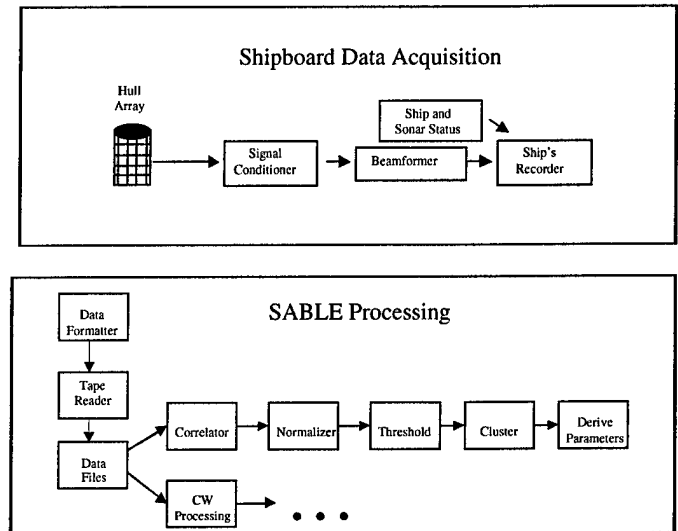 Shipboard Data Acquisition
Hull
Array
Ship and
Sonar Status
Signal
Conditioner
Beamformer
Ship's
Recorder
SABLE Processing
Data
Formatter
Tape
Reader
Data
Files
Correlator
Normalizer
Threshold
Cluster
Derive
Parameters
CW
Processing
• • •